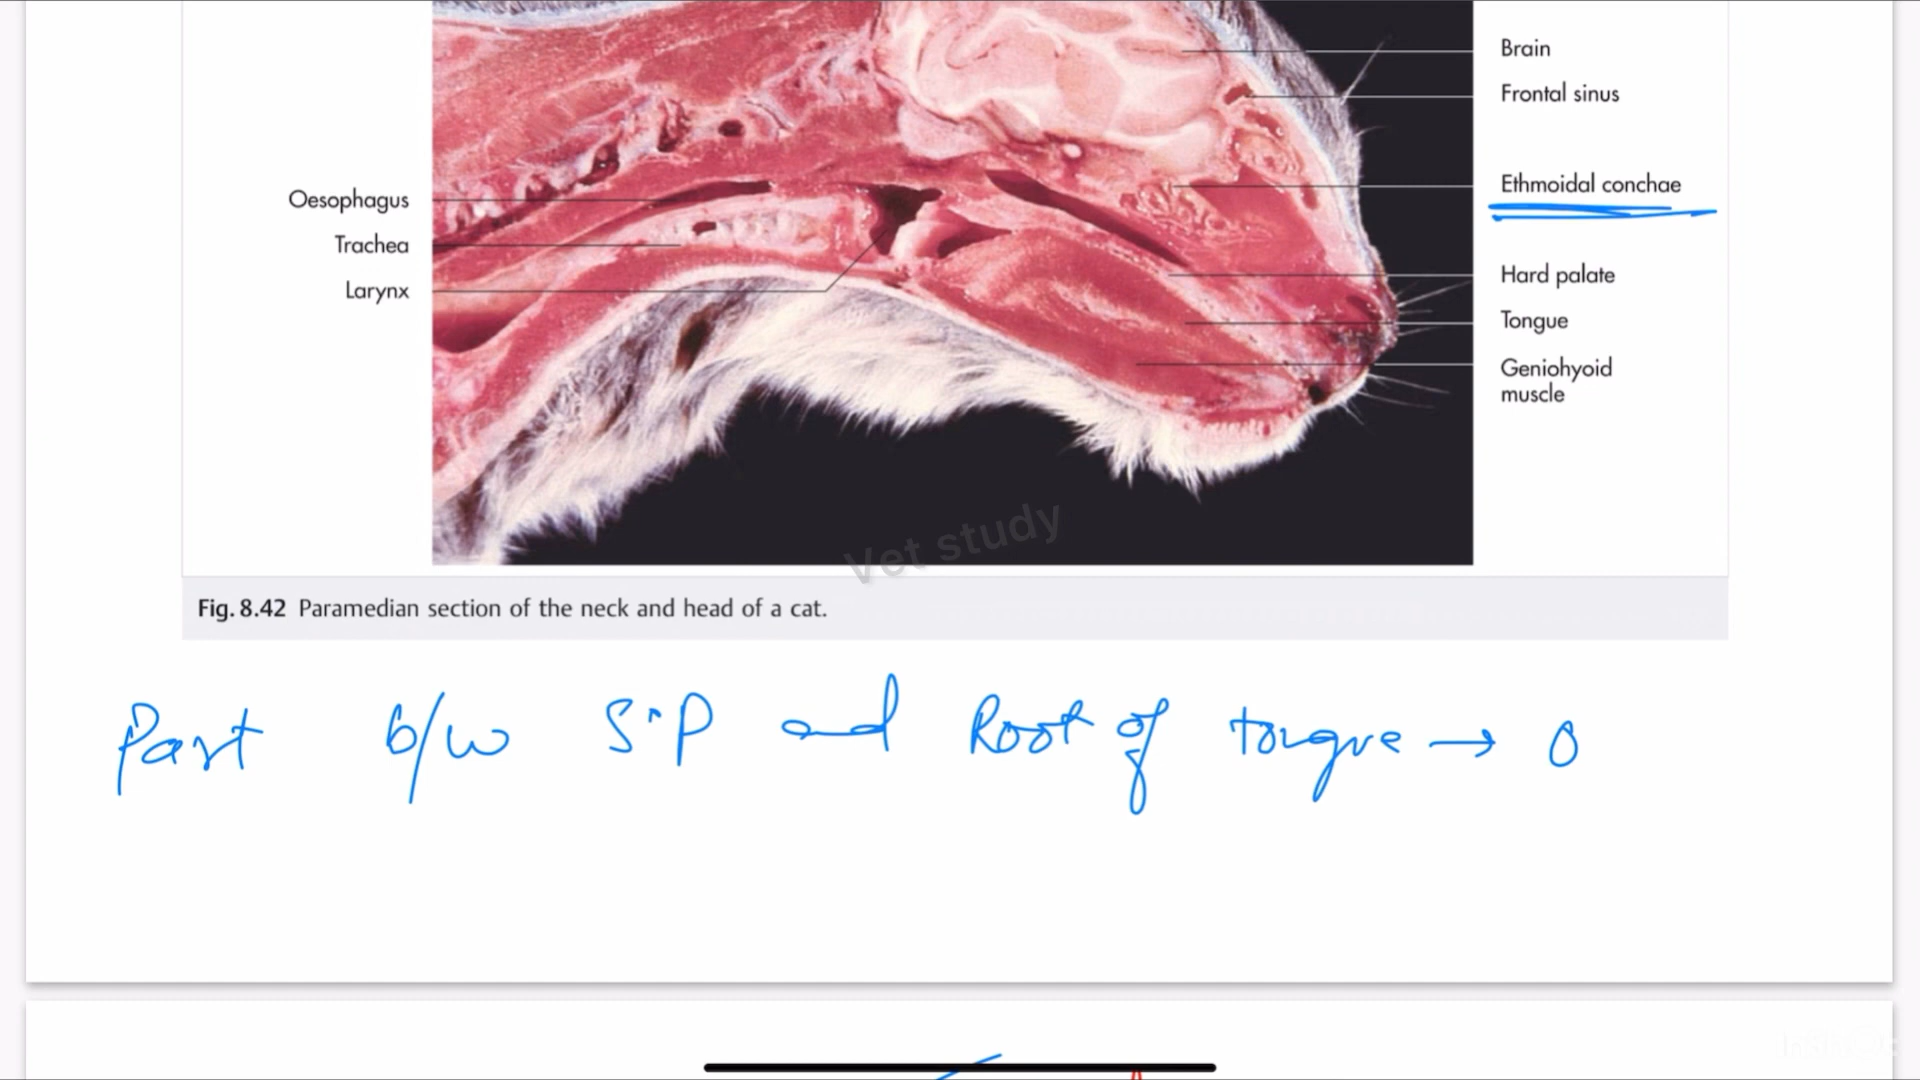 Brain
Frontal sinus
Ethmoidal conchae
Oesophagus
Trachea
Larynx
Hard palate
Tongue
Geniohyoid
muscle
Vet study
Fig. 8.42 Paramedian section of the neck and head of a cat.
Part b/w S.P and Root of tongue → O